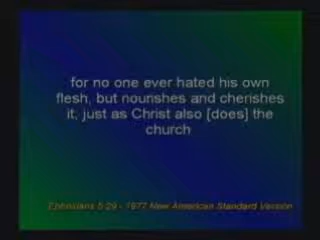 for no one ever hated his own
flesh, but nourishes and cherishes
it, just as Christ also [does] the
church
Ephesians 5:29 - 1977 New American Standard Version